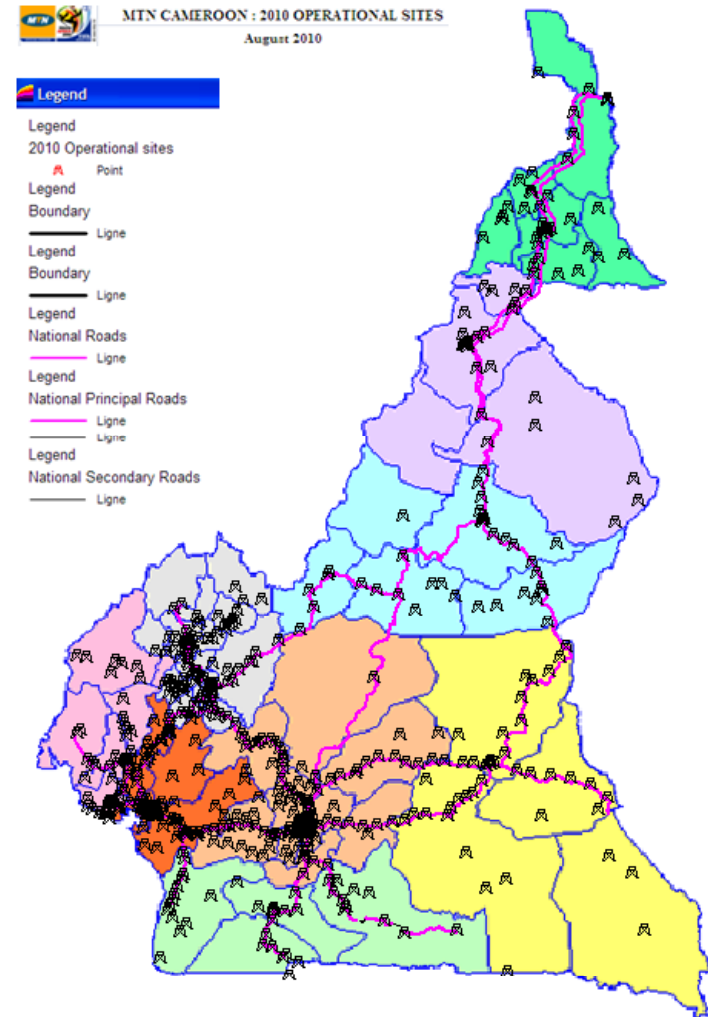 MTN
MTN CAMEROON : 2010 OPERATIONAL SITES
August 2010
Legend
Legend
2010 Operational sites
Point
Legend
Boundary
Ligne
Legend
Boundary
Ligne
Legend
National Roads
Ligne
Legend
National Principal Roads
Ligne
Ligne
Legend
National Secondary Roads
Ligne